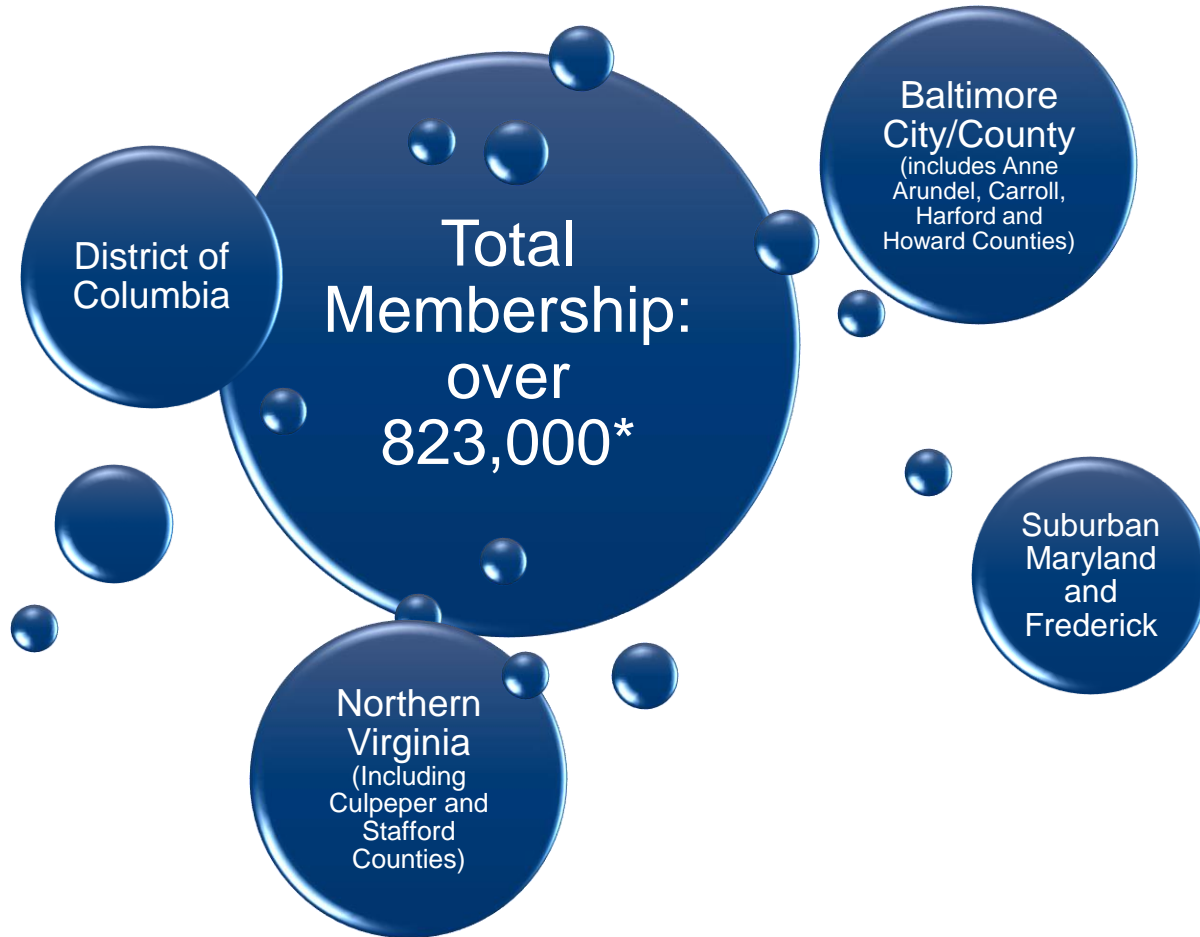 Total
Membership:
over
823,000*
District of
Columbia
Baltimore
City/County
(includes Anne
Arundel, Carroll,
Harford and
Howard Counties)
Suburban
Maryland
and
Frederick
Northern
Virginia
(Including
Culpeper and
Stafford
Counties)